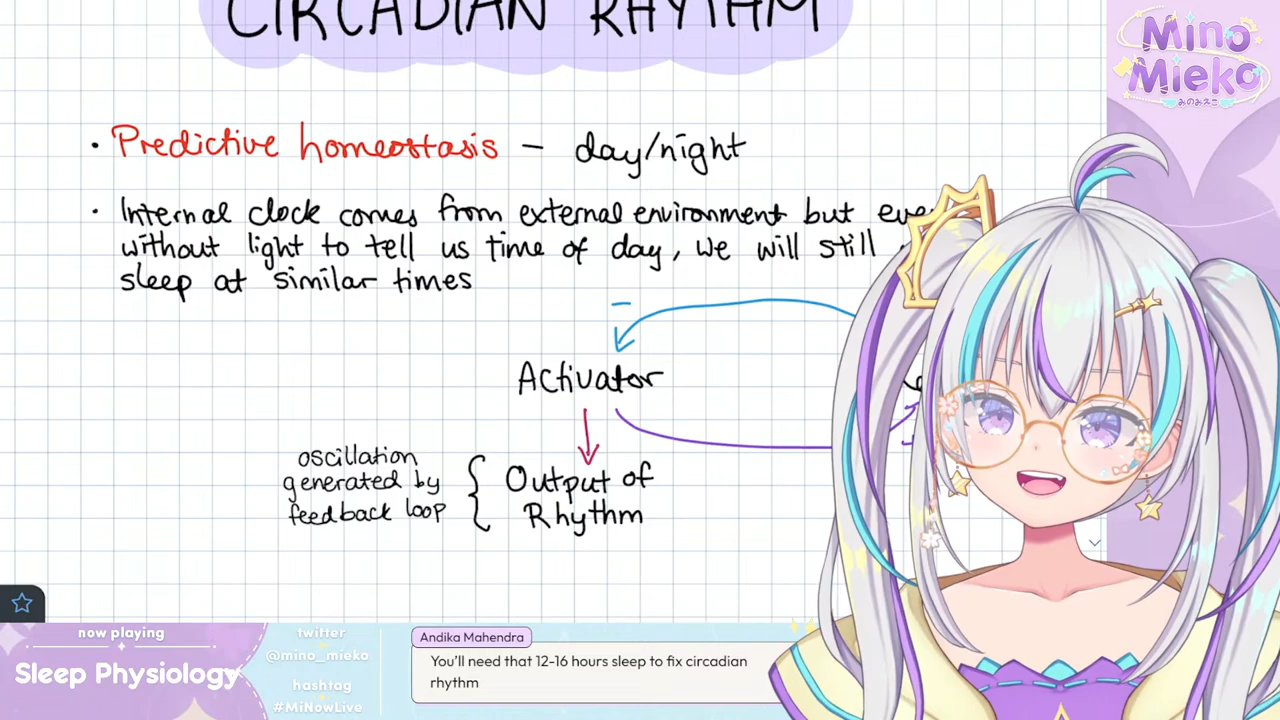 CIRCADIAN RHYTHM
Mino
Mieko
みのみえこ
• Predictive homeostasis – day/night
• Internal clock comes from external environment but
without light to tell us time of day, we will still
sleep at similar times
Activator
oscillation
generated by
feedback loop
Output of
Rhythm
now playing
Sleep Physiology
twitter
@mino_mieko
hashtag
#MiNowLive
Andika Mahendra
You'll need that 12-16 hours sleep to fix circadian
rhythm